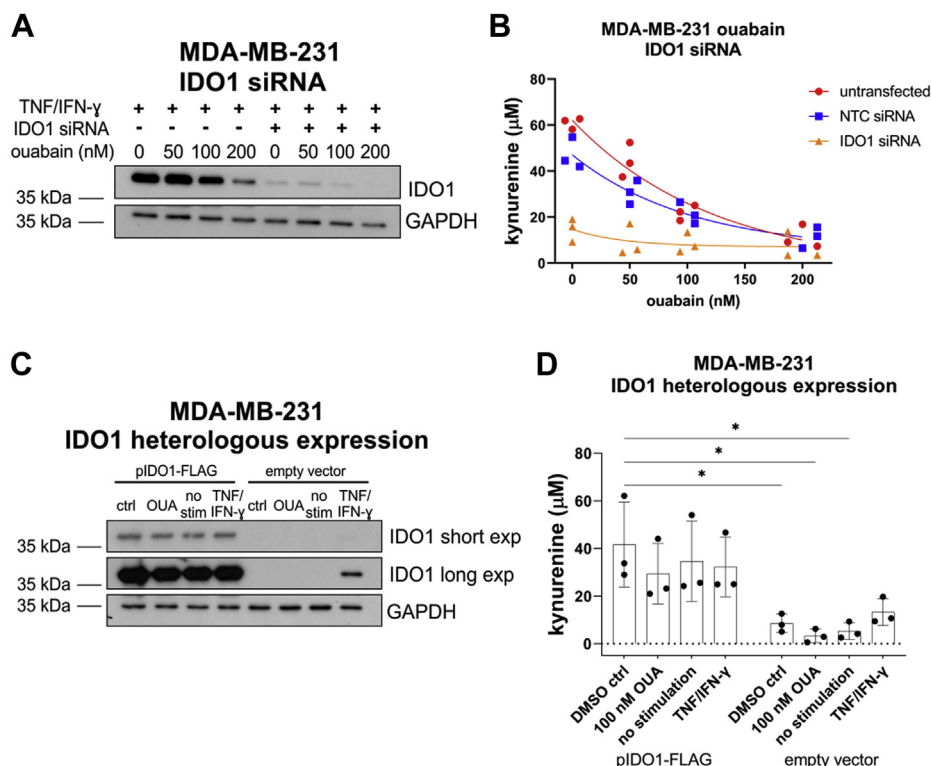 A
MDA-MB-231
IDO1 siRNA
TNF/IFN-ɣ + + + + + + + +
IDO1 siRNA - - - - + + + +
ouabain (nM) 0 50 100 200 0 50 100 200
IDO1
35 kDa
35 kDa
GAPDH
B
MDA-MB-231 ouabain
IDO1 siRNA
kynurenine (μM)
80
60
40
20
0
0 50 100 150 200
ouabain (nM)
untransfected
NTC siRNA
IDO1 siRNA
C
MDA-MB-231
IDO1 heterologous expression
pIDO1-FLAG empty vector
ctrl OUA no stim TNF/IFN-ɣ ctrl OUA no stim TNF/IFN-ɣ
IDO1 short exp
35 kDa
IDO1 long exp
35 kDa
35 kDa
GAPDH
D
MDA-MB-231
IDO1 heterologous expression
*
*
*
kynurenine (μM)
80
60
40
20
0
DMSO ctrl
100 nM OUA
no stimulation
TNF/IFN-γ
DMSO ctrl
100 nM OUA
no stimulation
TNF/IFN-γ
pIDO1-FLAG empty vector